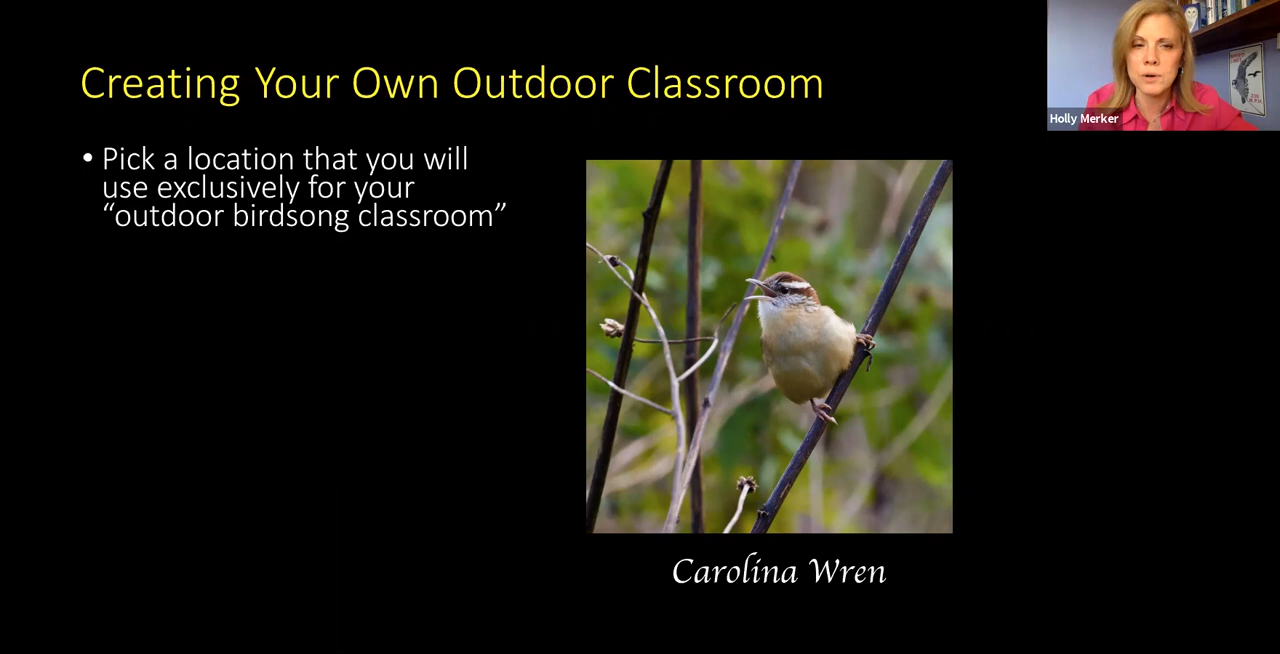 Creating Your Own Outdoor Classroom
Holly Merker
• Pick a location that you will
use exclusively for your
“outdoor birdsong classroom”
Carolina Wren